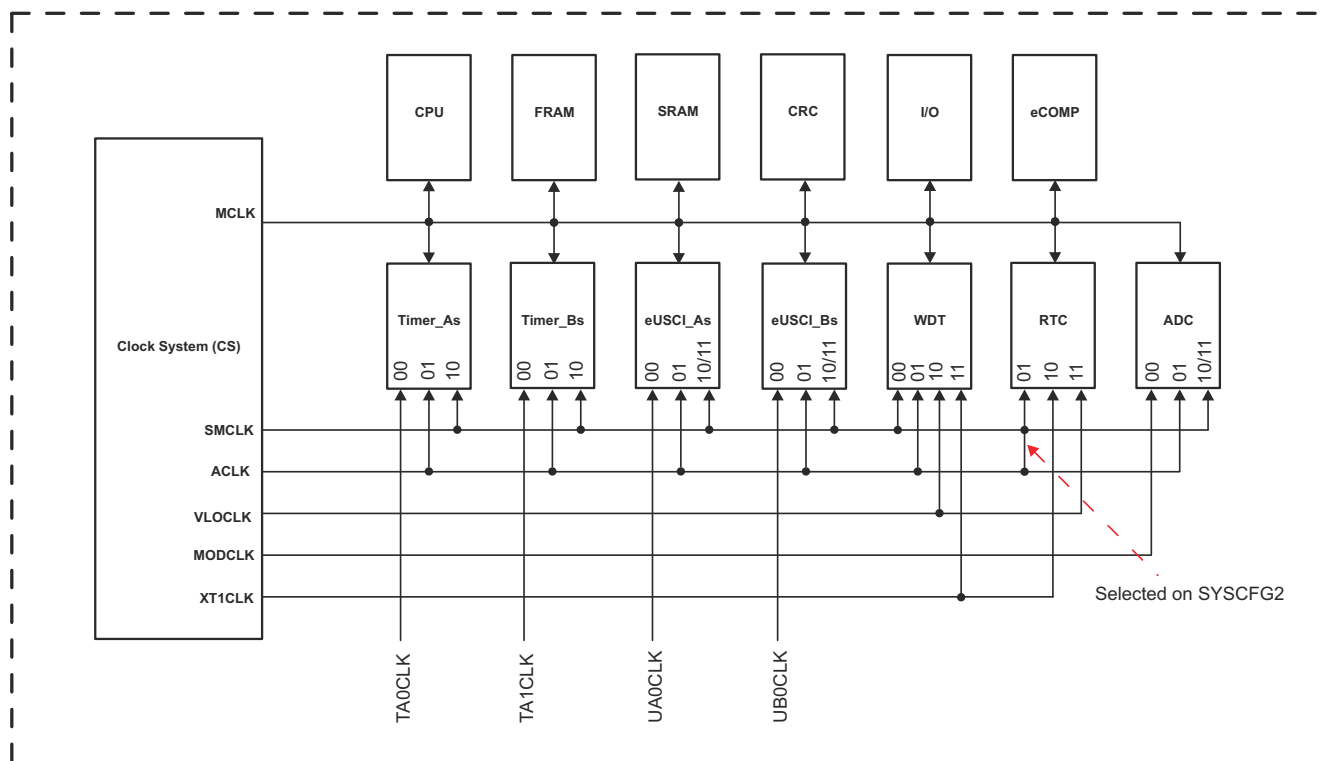 CPU
FRAM
SRAM
CRC
I/O
eCOMP
MCLK
Clock System (CS)
Timer_As
Timer_Bs
eUSCI_As
eUSCI_Bs
WDT
RTC
ADC
00
01
10
00
01
10
00
01
10/11
00
01
10/11
00
01
10
11
01
10
11
00
01
10/11
SMCLK
ACLK
VLOCLK
MODCLK
XT1CLK
Selected on SYSCFG2
TA0CLK
TA1CLK
UA0CLK
UB0CLK